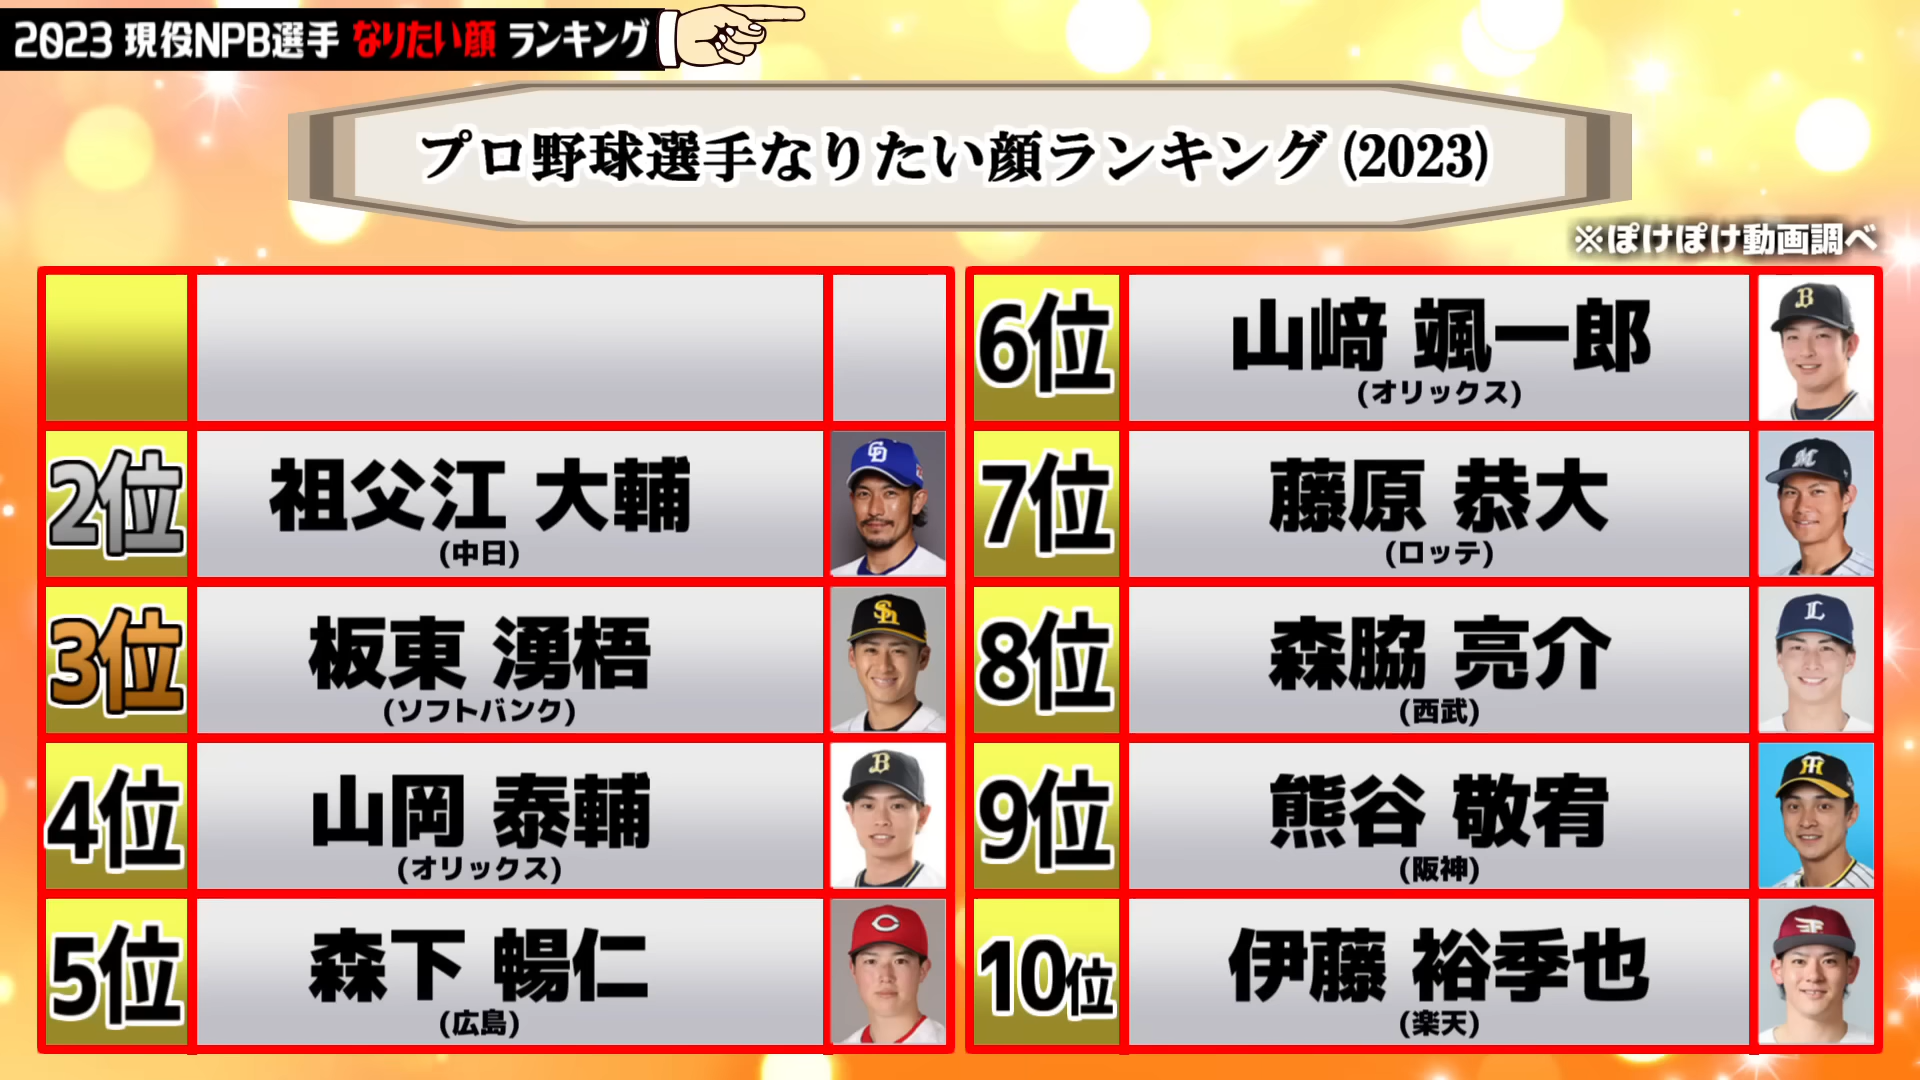 2023 現役NPB選手 なりたい顔 ランキング
プロ野球選手なりたい顔ランキング(2023)
※ぽけぽけ動画調べ
2位 祖父江 大輔
(中日)
3位 板東 湧梧
(ソフトバンク)
4位 山岡 泰輔
(オリックス)
5位 森下 暢仁
(広島)
6位 山﨑 颯一郎
(オリックス)
7位 藤原 恭大
(ロッテ)
8位 森脇 亮介
(西武)
9位 熊谷 敬宥
(阪神)
10位 伊藤 裕季也
(楽天)